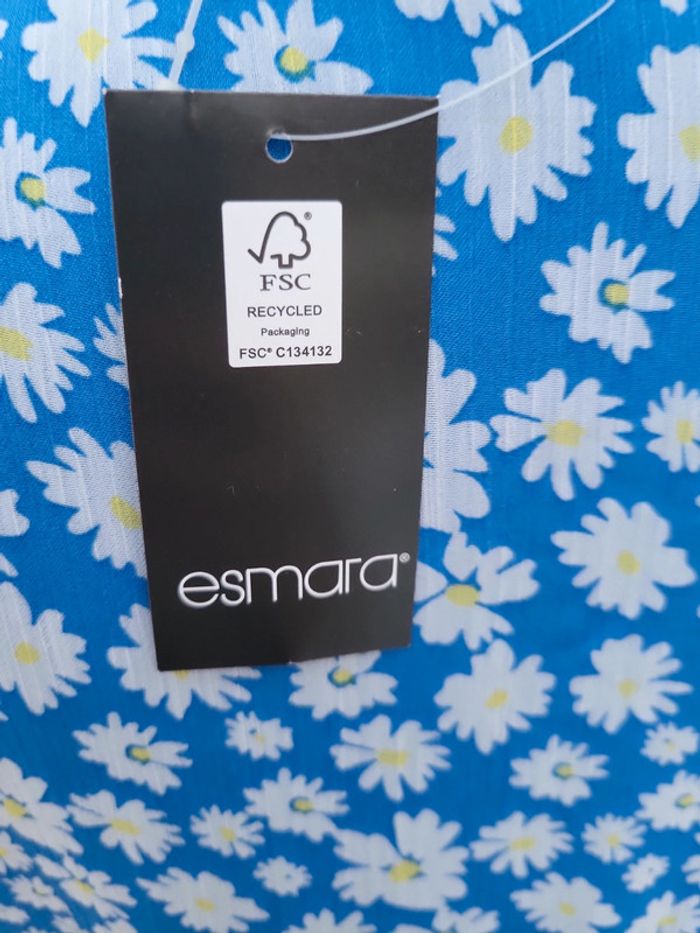 ®
FSC
RECYCLED
Packaging
FSC® C134132
esmara®